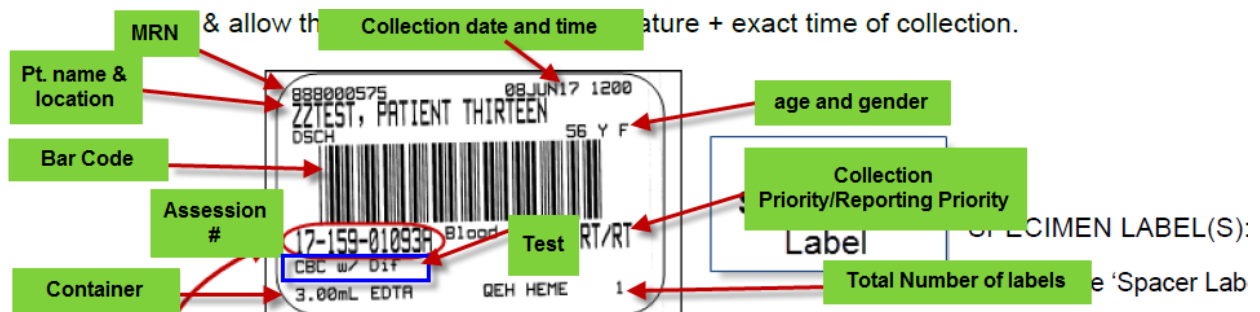 & allow th
ature + exact time of collection.
MRN
Collection date and time
Pt. name &
location
888000575
08JUN17 1200
ZZTEST, PATIENT THIRTEEN
age and gender
DSCH
56 Y F
Bar Code
Collection
Priority/Reporting Priority
Assession
#
17-159-01093A
Blood
Test
RT/RT
S
Label
SPECIMEN LABEL(S):
CBC w/ Dif
Container
3.00mL EDTA
QEH HEME
1
Total Number of labels
e ‘Spacer Lab